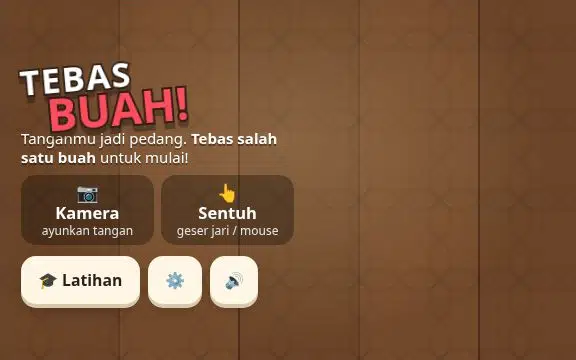 TEBAS
BUAH!
Tanganmu jadi pedang. Tebas salah
satu buah untuk mulai!
Kamera
ayunkan tangan
Sentuh
geser jari / mouse
Latihan